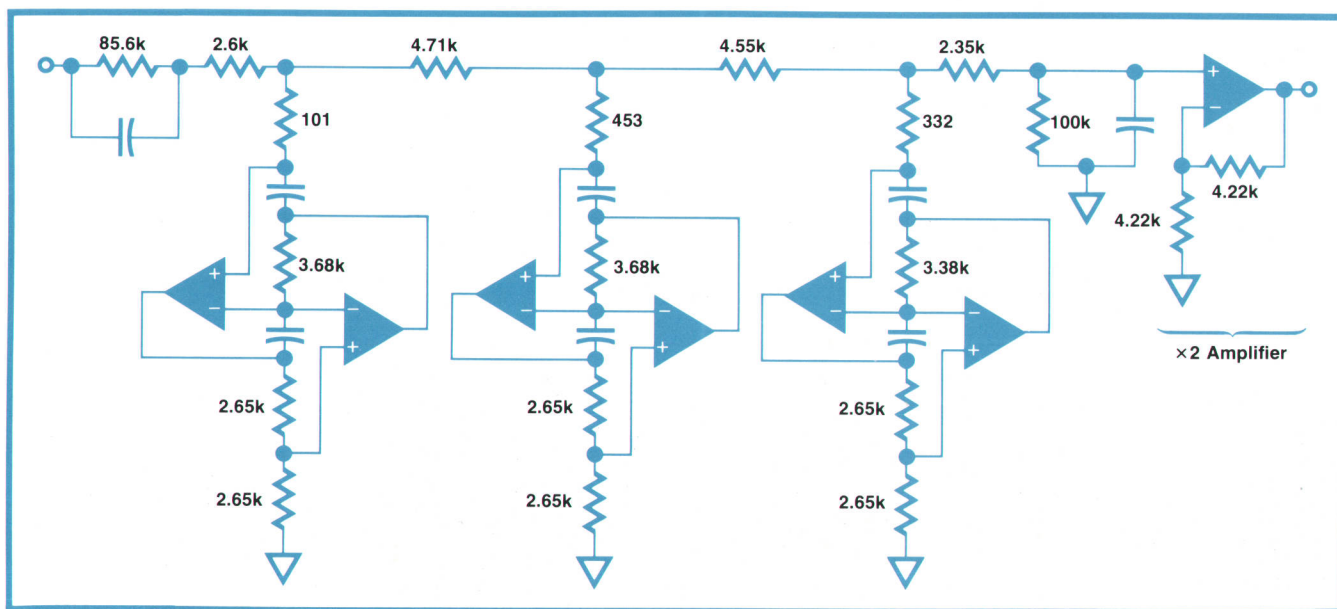 85.6k 2.6k 4.71k 4.55k 2.35k
101 453 332 100k
+ − 4.22k
4.22k
3.68k 3.68k 3.38k
+ − − + + − − + + − − +
×2 Amplifier
2.65k 2.65k 2.65k
2.65k 2.65k 2.65k